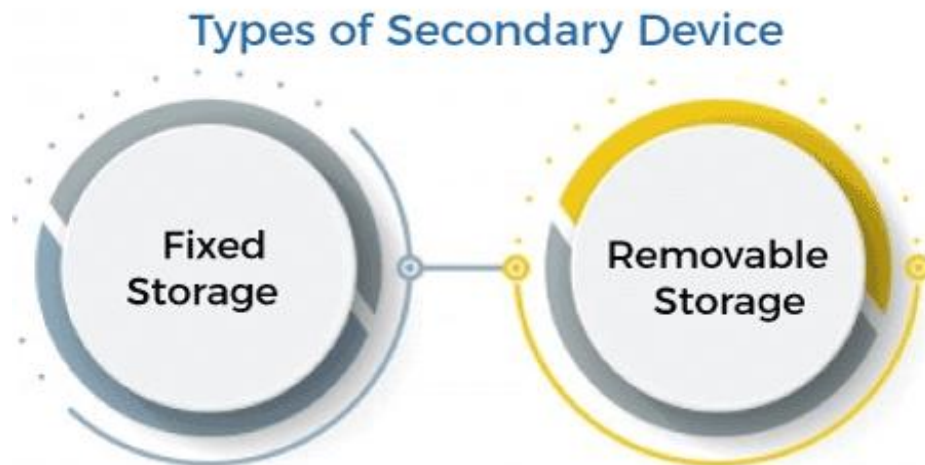 Types of Secondary Device
Fixed
Storage
Removable
Storage